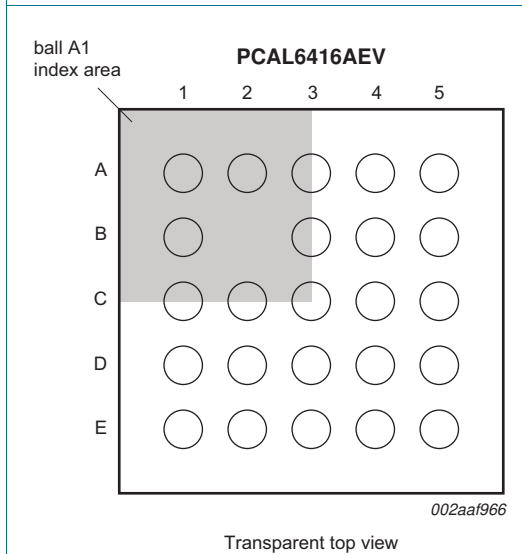 ball A1
index area
PCAL6416AEV
1 2 3 4 5
A
B
C
D
E
002aaf966
Transparent top view